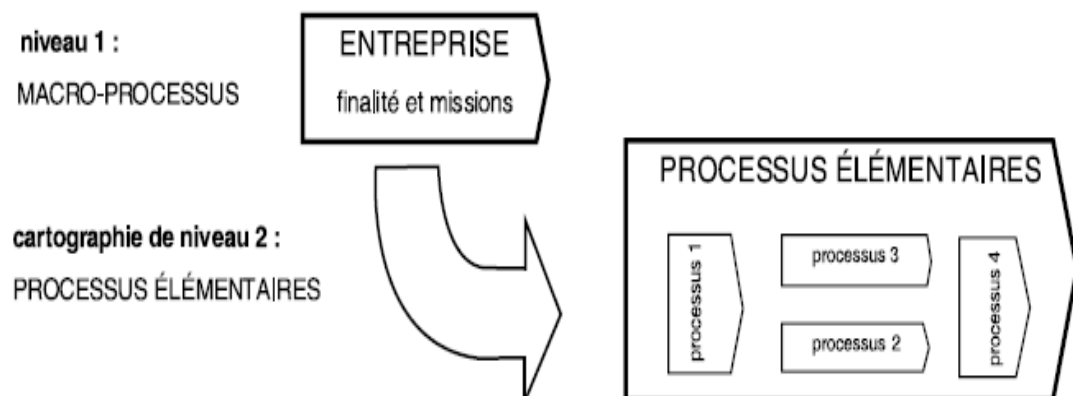 niveau 1 :
MACRO-PROCESSUS
ENTREPRISE
finalité et missions
cartographie de niveau 2 :
PROCESSUS ÉLÉMENTAIRES
PROCESSUS ÉLÉMENTAIRES
processus 1
processus 3
processus 2
processus 4